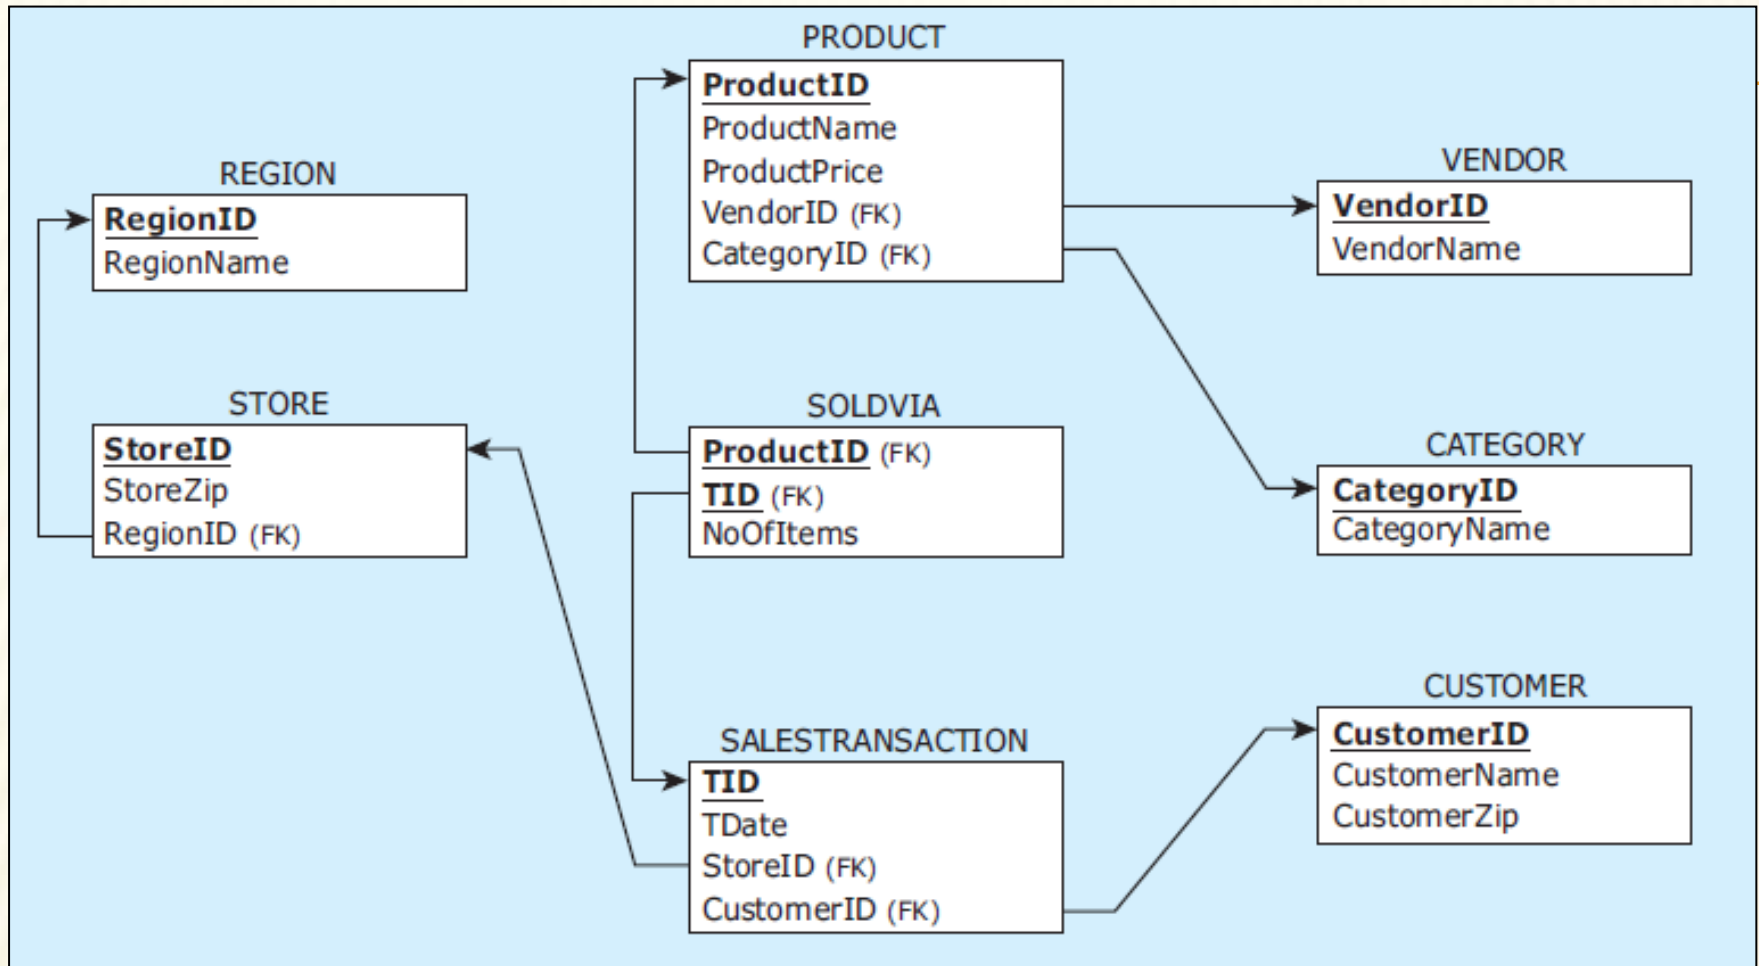 PRODUCT
ProductID
ProductName
ProductPrice
VendorID (FK)
CategoryID (FK)
REGION
RegionID
RegionName
VENDOR
VendorID
VendorName
STORE
StoreID
StoreZip
RegionID (FK)
SOLDVIA
ProductID (FK)
TID (FK)
NoOfItems
CATEGORY
CategoryID
CategoryName
SALESTRANSACTION
TID
TDate
StoreID (FK)
CustomerID (FK)
CUSTOMER
CustomerID
CustomerName
CustomerZip